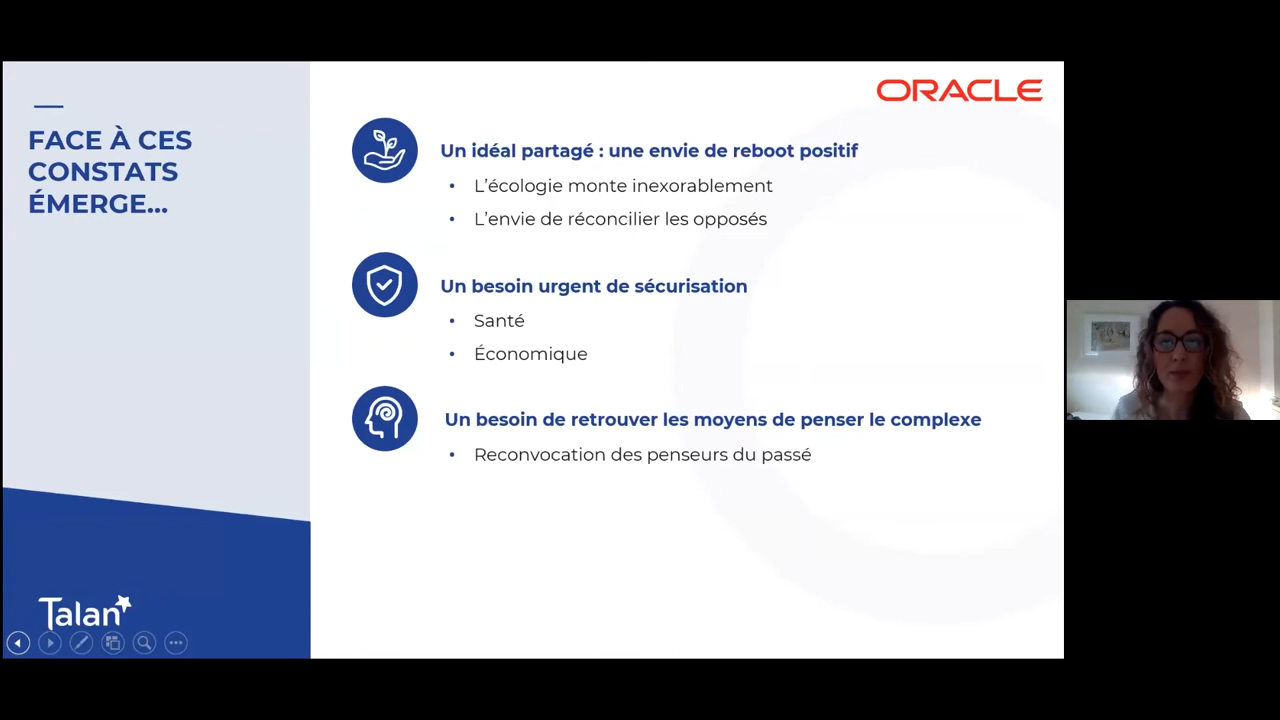 ORACLE
FACE À CES
CONSTATS
ÉMERGE...
Un idéal partagé : une envie de reboot positif
• L'écologie monte inexorablement
• L'envie de réconcilier les opposés
Un besoin urgent de sécurisation
• Santé
• Économique
Un besoin de retrouver les moyens de penser le complexe
• Reconvocation des penseurs du passé
Talan